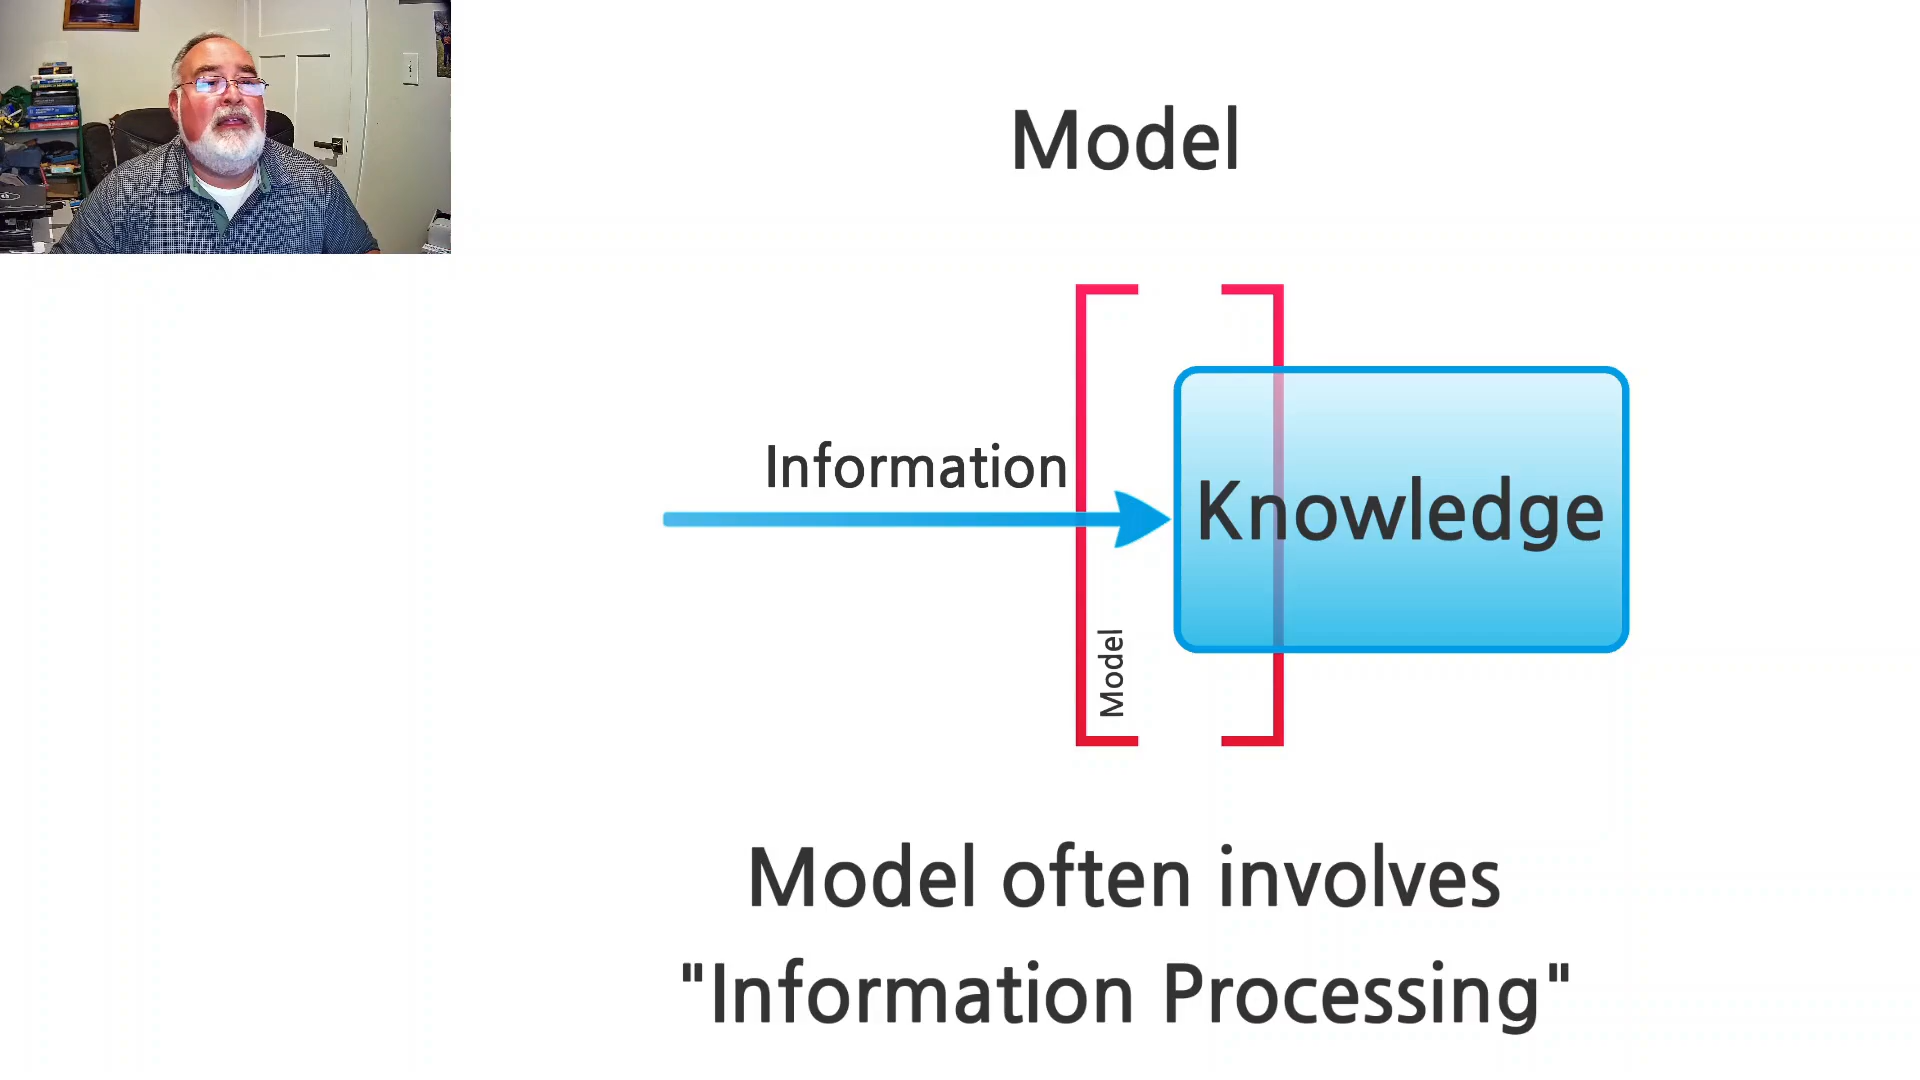 Model
Information
Knowledge
Model
Model often involves
"Information Processing"